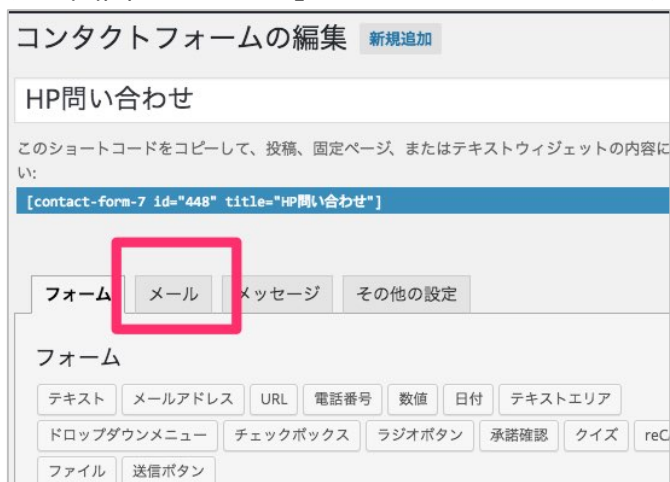 コンタクトフォームの編集 新規追加
HP問い合わせ
このショートコードをコピーして、投稿、固定ページ、またはテキストウィジェットの内容に
い:
[contact-form-7 id="448" title="HP問い合わせ"]
フォーム メール メッセージ その他の設定
フォーム
テキスト メールアドレス URL 電話番号 数値 日付 テキストエリア
ドロップダウンメニュー チェックボックス ラジオボタン 承諾確認 クイズ reC
ファイル 送信ボタン